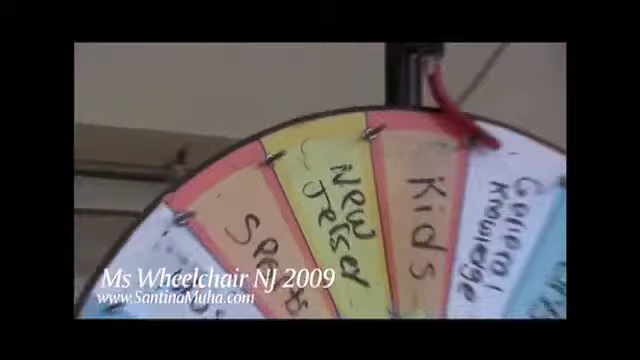 Sports
New
Jersey
Kids
General
Knowledge
Ms Wheelchair NJ 2009
www.SantinaMuha.com